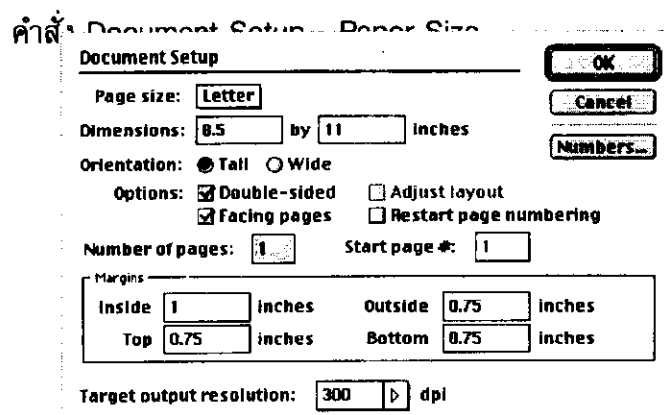 คำสั่ง Document Setup Paper Size
Document Setup
OK
Page size: Letter
Cancel
Dimensions: 8.5 by 11 inches
Numbers...
Orientation: Tall Wide
Options: Double-sided Adjust layout
Facing pages Restart page numbering
Number of pages: 1 Start page #: 1
Margins
Inside 1 inches Outside 0.75 inches
Top 0.75 inches Bottom 0.75 inches
Target output resolution: 300 dpi